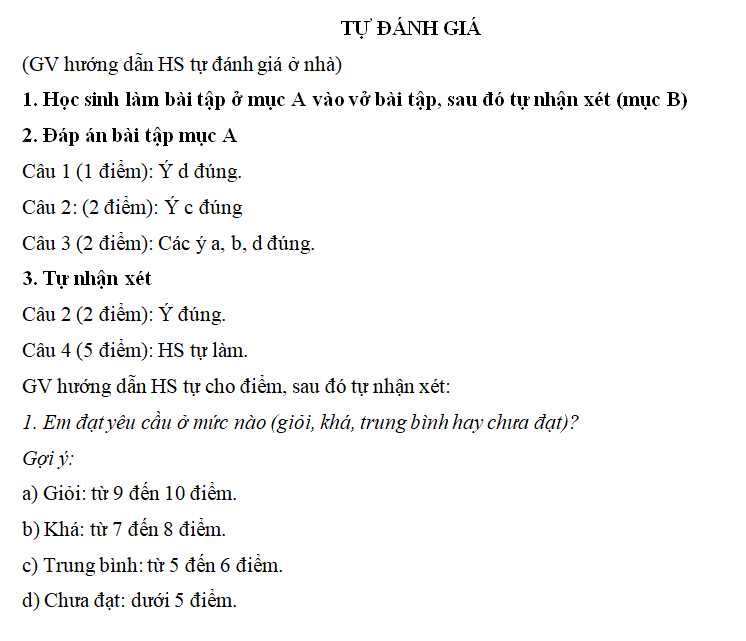 TỰ ĐÁNH GIÁ
(GV hướng dẫn HS tự đánh giá ở nhà)
1. Học sinh làm bài tập ở mục A vào vở bài tập, sau đó tự nhận xét (mục B)
2. Đáp án bài tập mục A
Câu 1 (1 điểm): Ý d đúng.
Câu 2: (2 điểm): Ý c đúng
Câu 3 (2 điểm): Các ý a, b, d đúng.
3. Tự nhận xét
Câu 2 (2 điểm): Ý đúng.
Câu 4 (5 điểm): HS tự làm.
GV hướng dẫn HS tự cho điểm, sau đó tự nhận xét:
1. Em đạt yêu cầu ở mức nào (giỏi, khá, trung bình hay chưa đạt)?
Gợi ý:
a) Giỏi: từ 9 đến 10 điểm.
b) Khá: từ 7 đến 8 điểm.
c) Trung bình: từ 5 đến 6 điểm.
d) Chưa đạt: dưới 5 điểm.